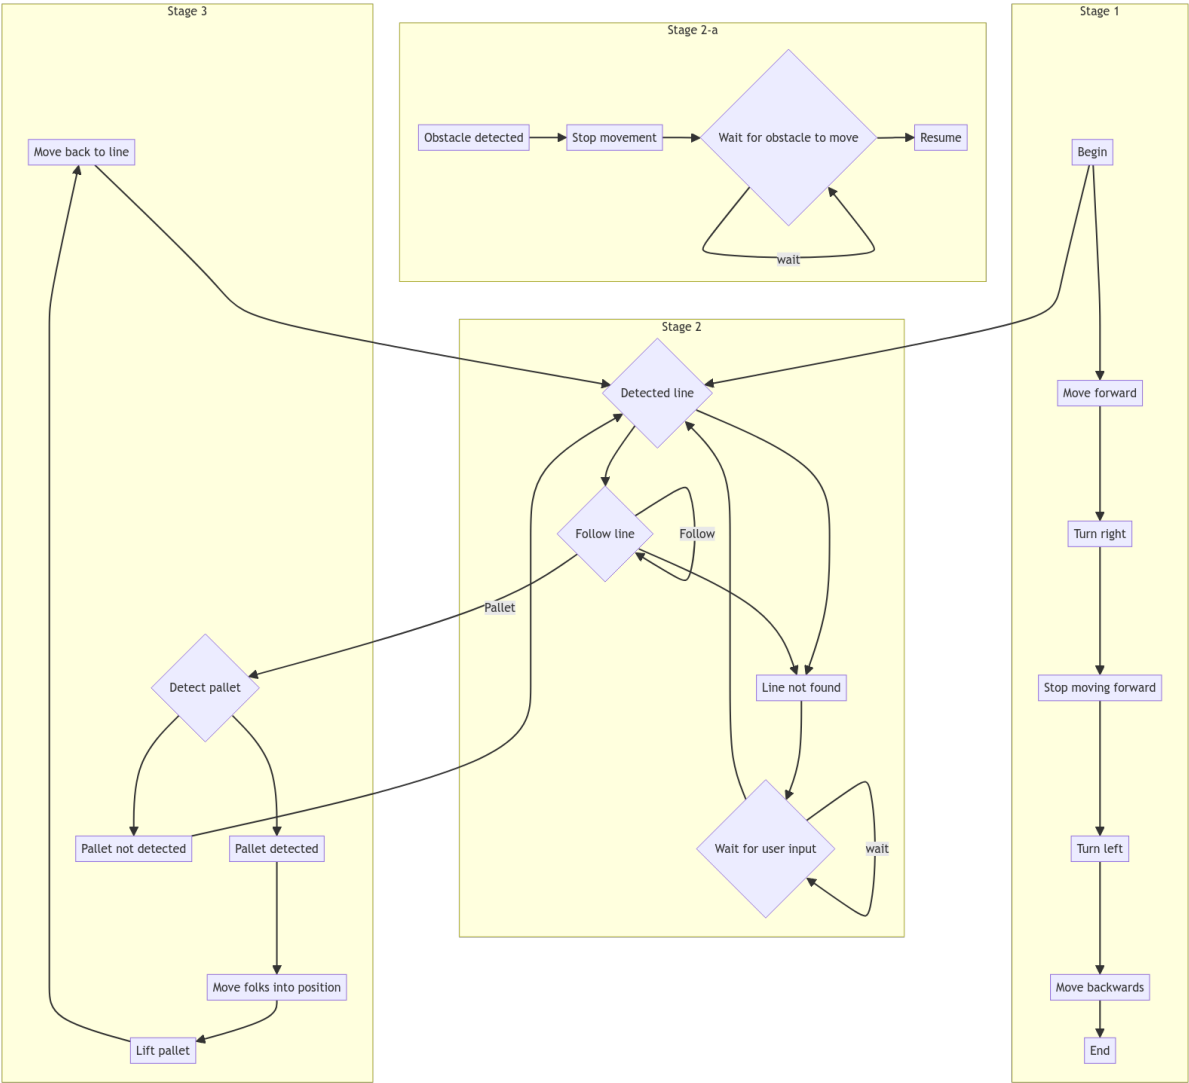 Stage 3
Move back to line
Detect pallet
Pallet not detected
Pallet detected
Move folks into position
Lift pallet
Stage 2-a
Obstacle detected
Stop movement
Wait for obstacle to move
Resume
wait
Stage 2
Detected line
Follow line
Follow
Pallet
Line not found
Wait for user input
wait
Stage 1
Begin
Move forward
Turn right
Stop moving forward
Turn left
Move backwards
End